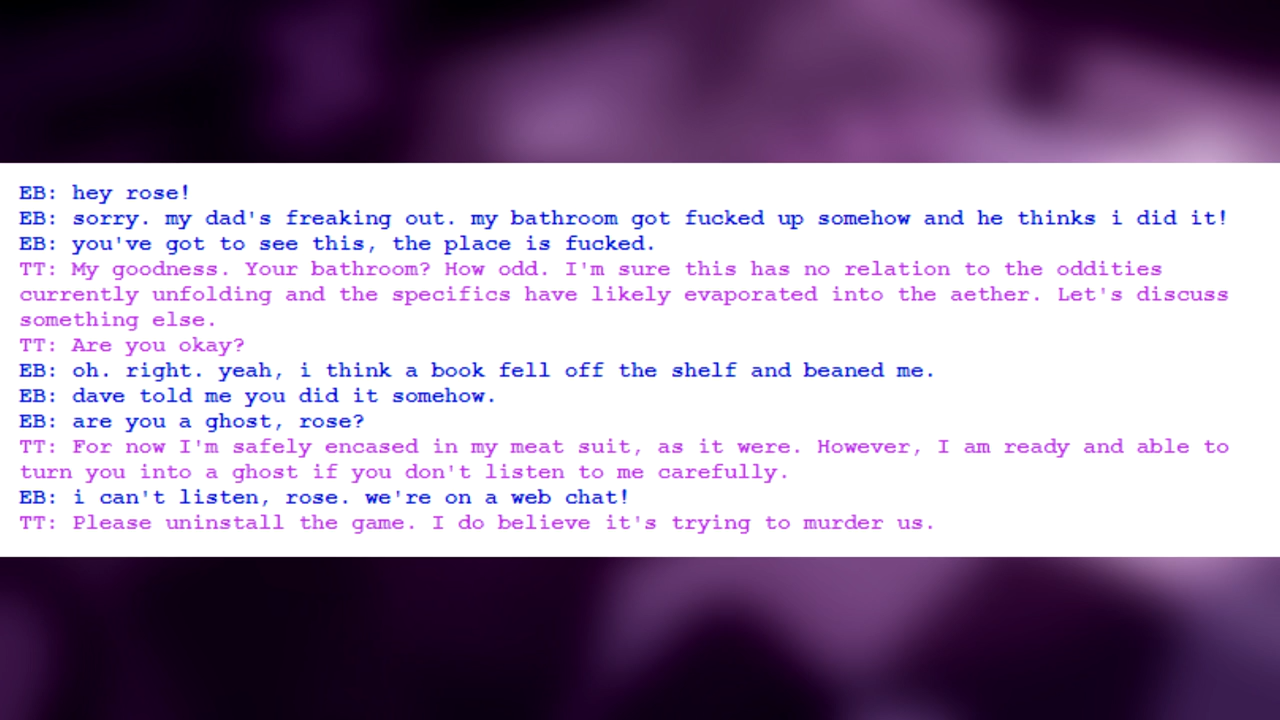 EB: hey rose!
EB: sorry. my dad's freaking out. my bathroom got fucked up somehow and he thinks i did it!
EB: you've got to see this, the place is fucked.
TT: My goodness. Your bathroom? How odd. I'm sure this has no relation to the oddities
currently unfolding and the specifics have likely evaporated into the aether. Let's discuss
something else.
TT: Are you okay?
EB: oh. right. yeah, i think a book fell off the shelf and beaned me.
EB: dave told me you did it somehow.
EB: are you a ghost, rose?
TT: For now I'm safely encased in my meat suit, as it were. However, I am ready and able to
turn you into a ghost if you don't listen to me carefully.
EB: i can't listen, rose. we're on a web chat!
TT: Please uninstall the game. I do believe it's trying to murder us.